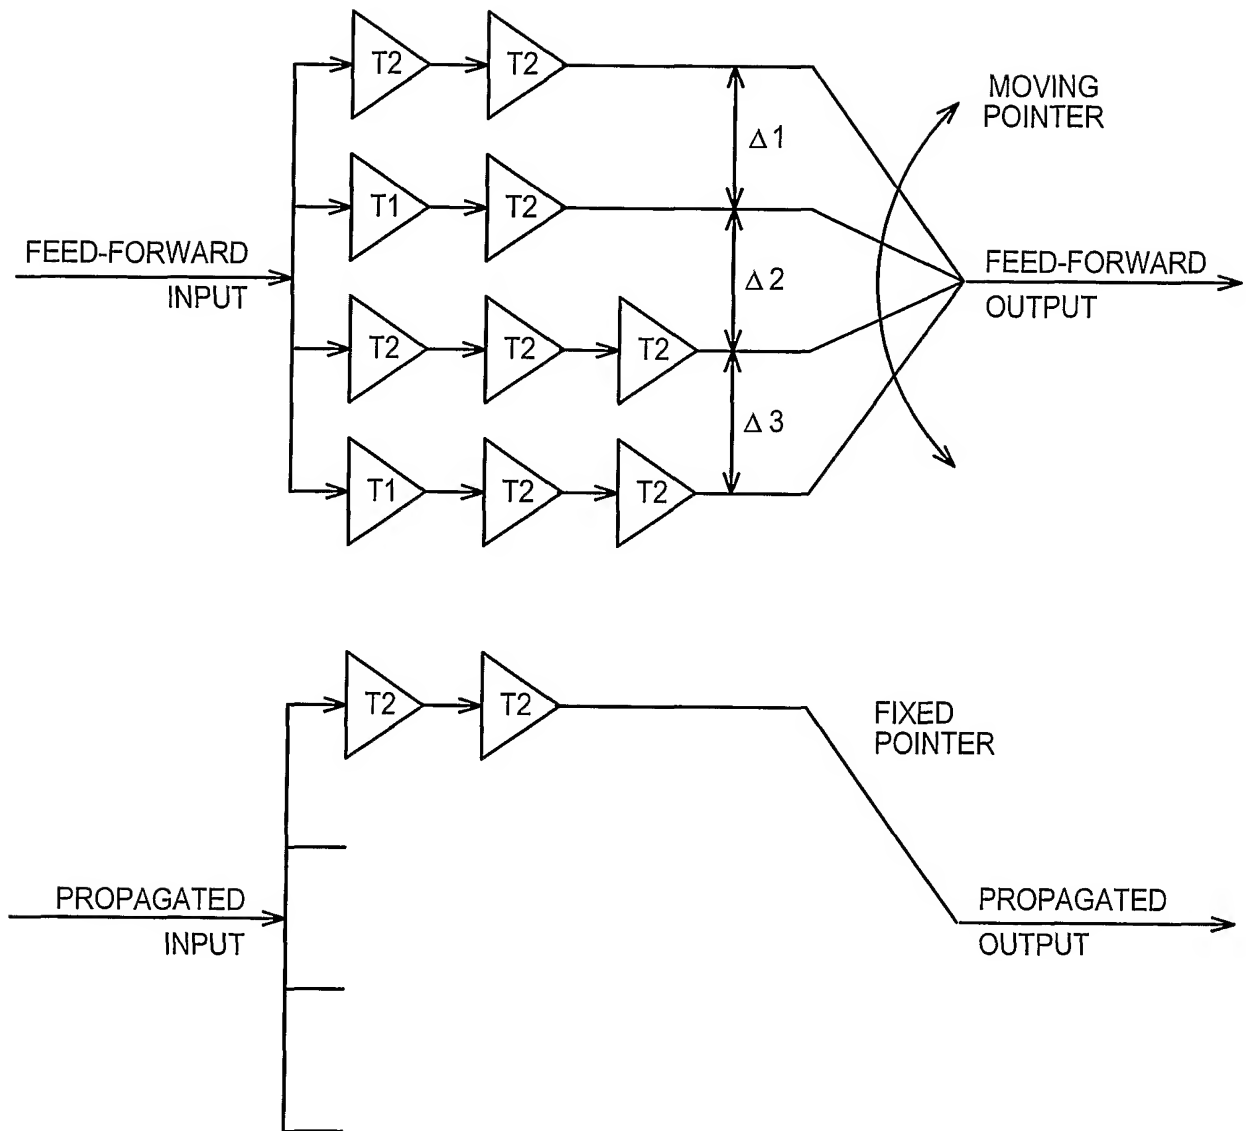 T2 T2
MOVING
POINTER
Δ1
T1 T2
FEED-FORWARD
INPUT
Δ2
FEED-FORWARD
OUTPUT
T2 T2 T2
Δ3
T1 T2 T2
T2 T2
FIXED
POINTER
PROPAGATED
INPUT
PROPAGATED
OUTPUT